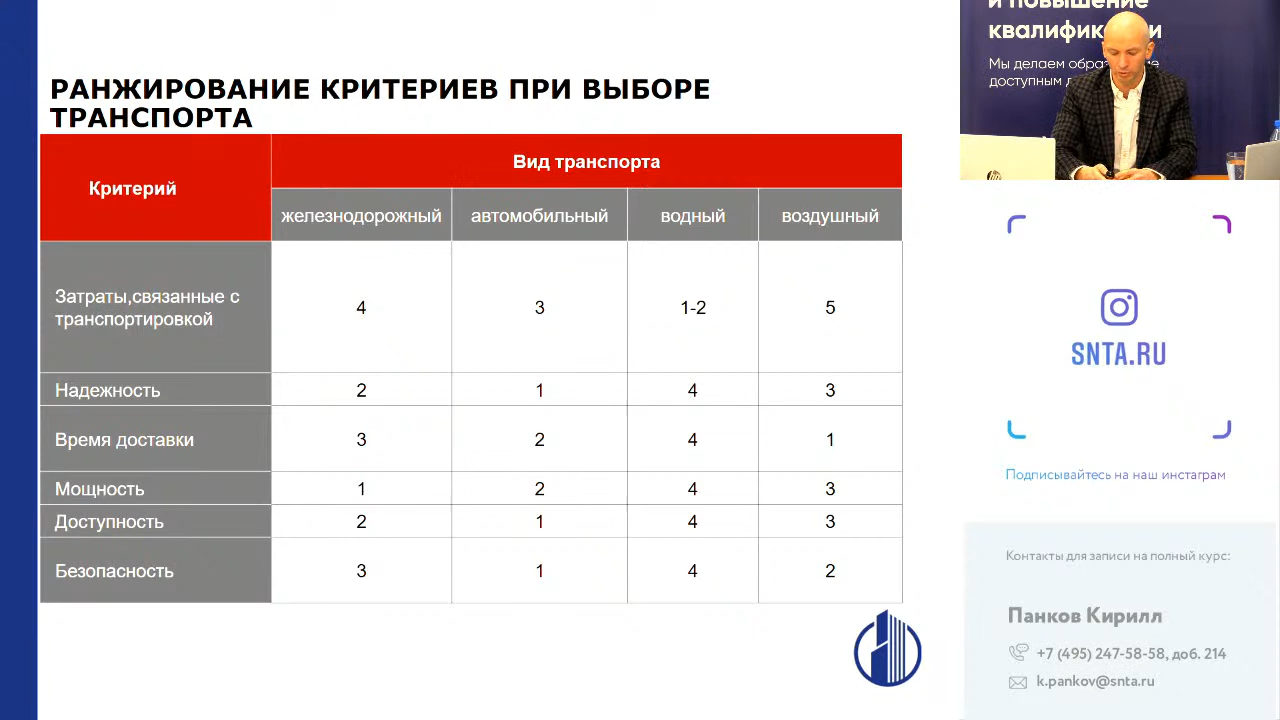 РАНЖИРОВАНИЕ КРИТЕРИЕВ ПРИ ВЫБОРЕ
ТРАНСПОРТА
Критерий
Вид транспорта
железнодорожный автомобильный водный воздушный
Затраты,связанные с
транспортировкой
4 3 1-2 5
Надежность 2 1 4 3
Время доставки 3 2 4 1
Мощность 1 2 4 3
Доступность 2 1 4 3
Безопасность 3 1 4 2
и повышение
Мы делаем
SNTA.RU
Подписывайтесь на наш инстаграм
Контакты для записи на полный курс:
Панков Кирилл
+7 (495) 247-58-58, доб. 214
k.pankov@snta.ru